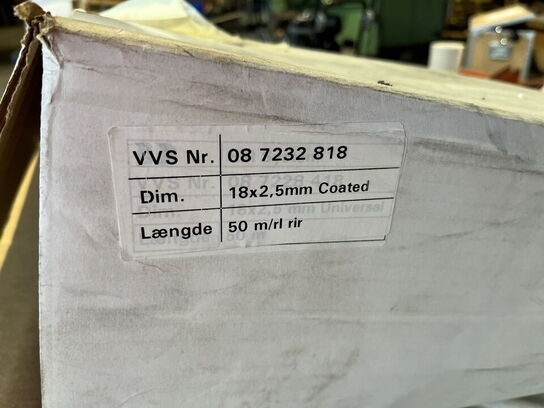 VVS Nr. 08 7232 818
Dim. 18x2,5mm Coated
Længde 50 m/rl rir